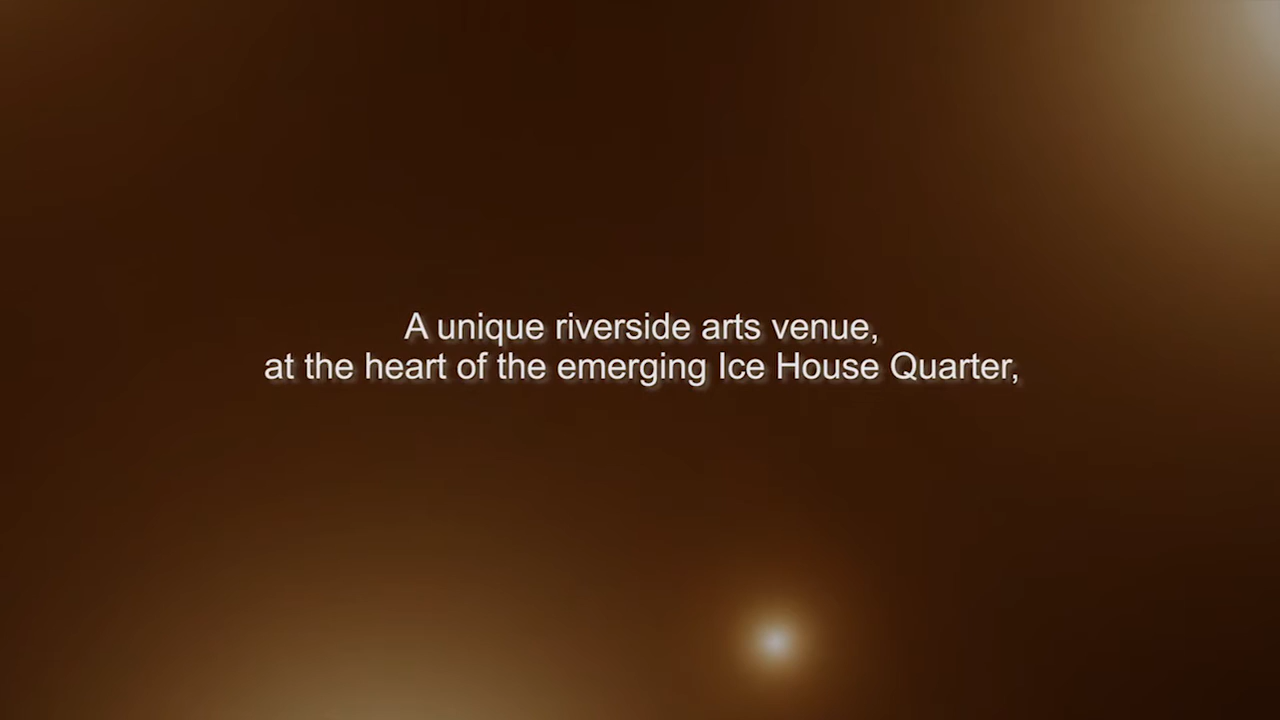 A unique riverside arts venue,
at the heart of the emerging Ice House Quarter,